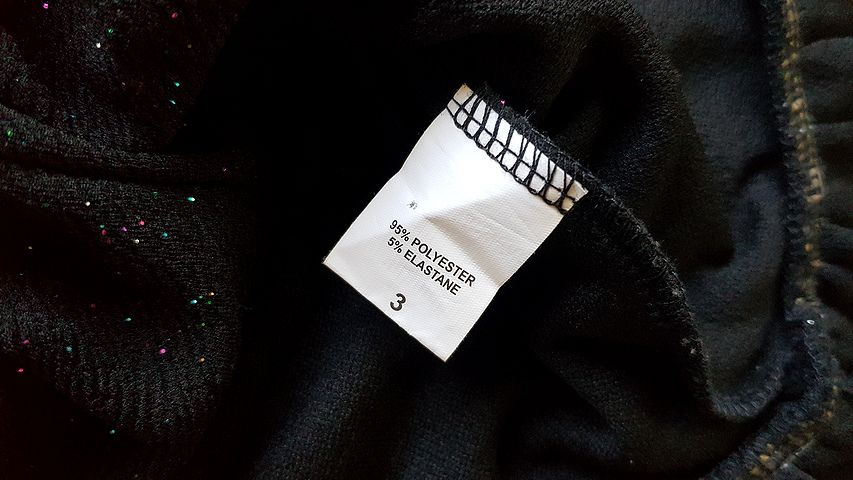 95% POLYESTER
5% ELASTANE
3